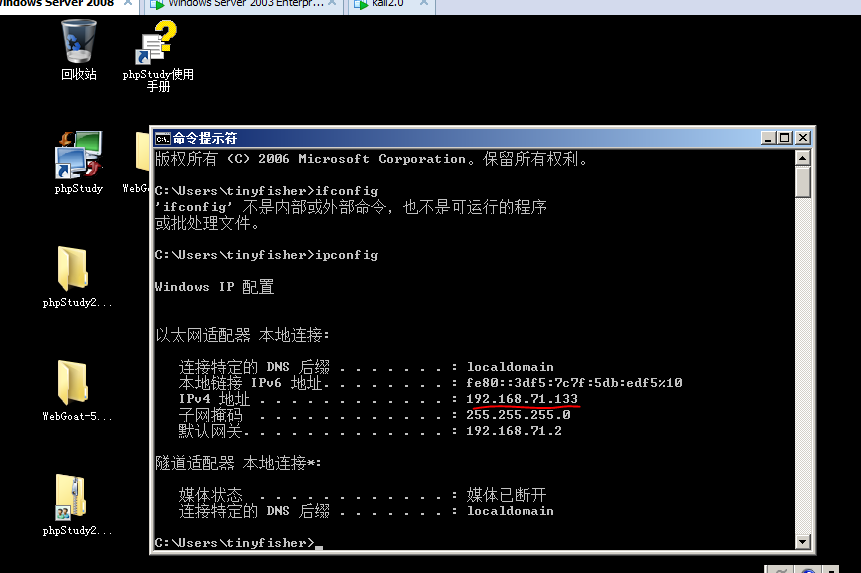 Windows Server 2008
Windows Server 2003 Enterpr...
kali2.0
回收站
phpStudy使用
手册
phpStudy
WebGo
phpStudy2...
WebGoat-5...
phpStudy2...
命令提示符
版权所有 (C) 2006 Microsoft Corporation。保留所有权利。
C:\Users\tinyfisher>ifconfig
'ifconfig' 不是内部或外部命令，也不是可运行的程序
或批处理文件。
C:\Users\tinyfisher>ipconfig
Windows IP 配置
以太网适配器 本地连接:
连接特定的 DNS 后缀 . . . . . . . : localdomain
本地链接 IPv6 地址. . . . . . . . : fe80::3df5:7c7f:5db:edf5%10
IPv4 地址 . . . . . . . . . . . . : 192.168.71.133
子网掩码 . . . . . . . . . . . . : 255.255.255.0
默认网关. . . . . . . . . . . . . : 192.168.71.2
隧道适配器 本地连接*:
媒体状态 . . . . . . . . . . . . : 媒体已断开
连接特定的 DNS 后缀 . . . . . . . : localdomain
C:\Users\tinyfisher>